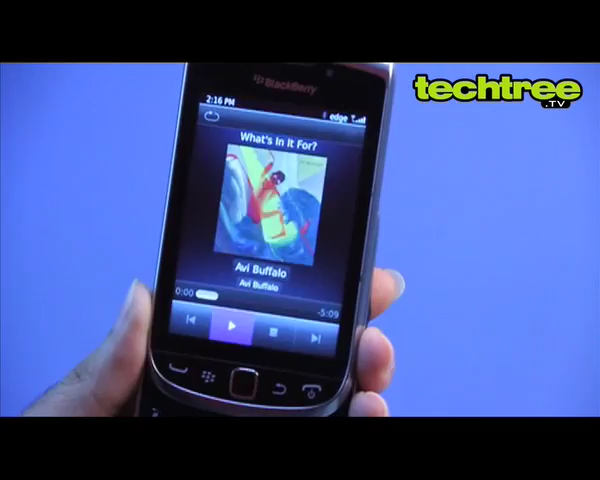 techtree
.TV
BlackBerry
2:16 PM
edge
What's In It For?
Avi Buffalo
Avi Buffalo
0:00
-5:09